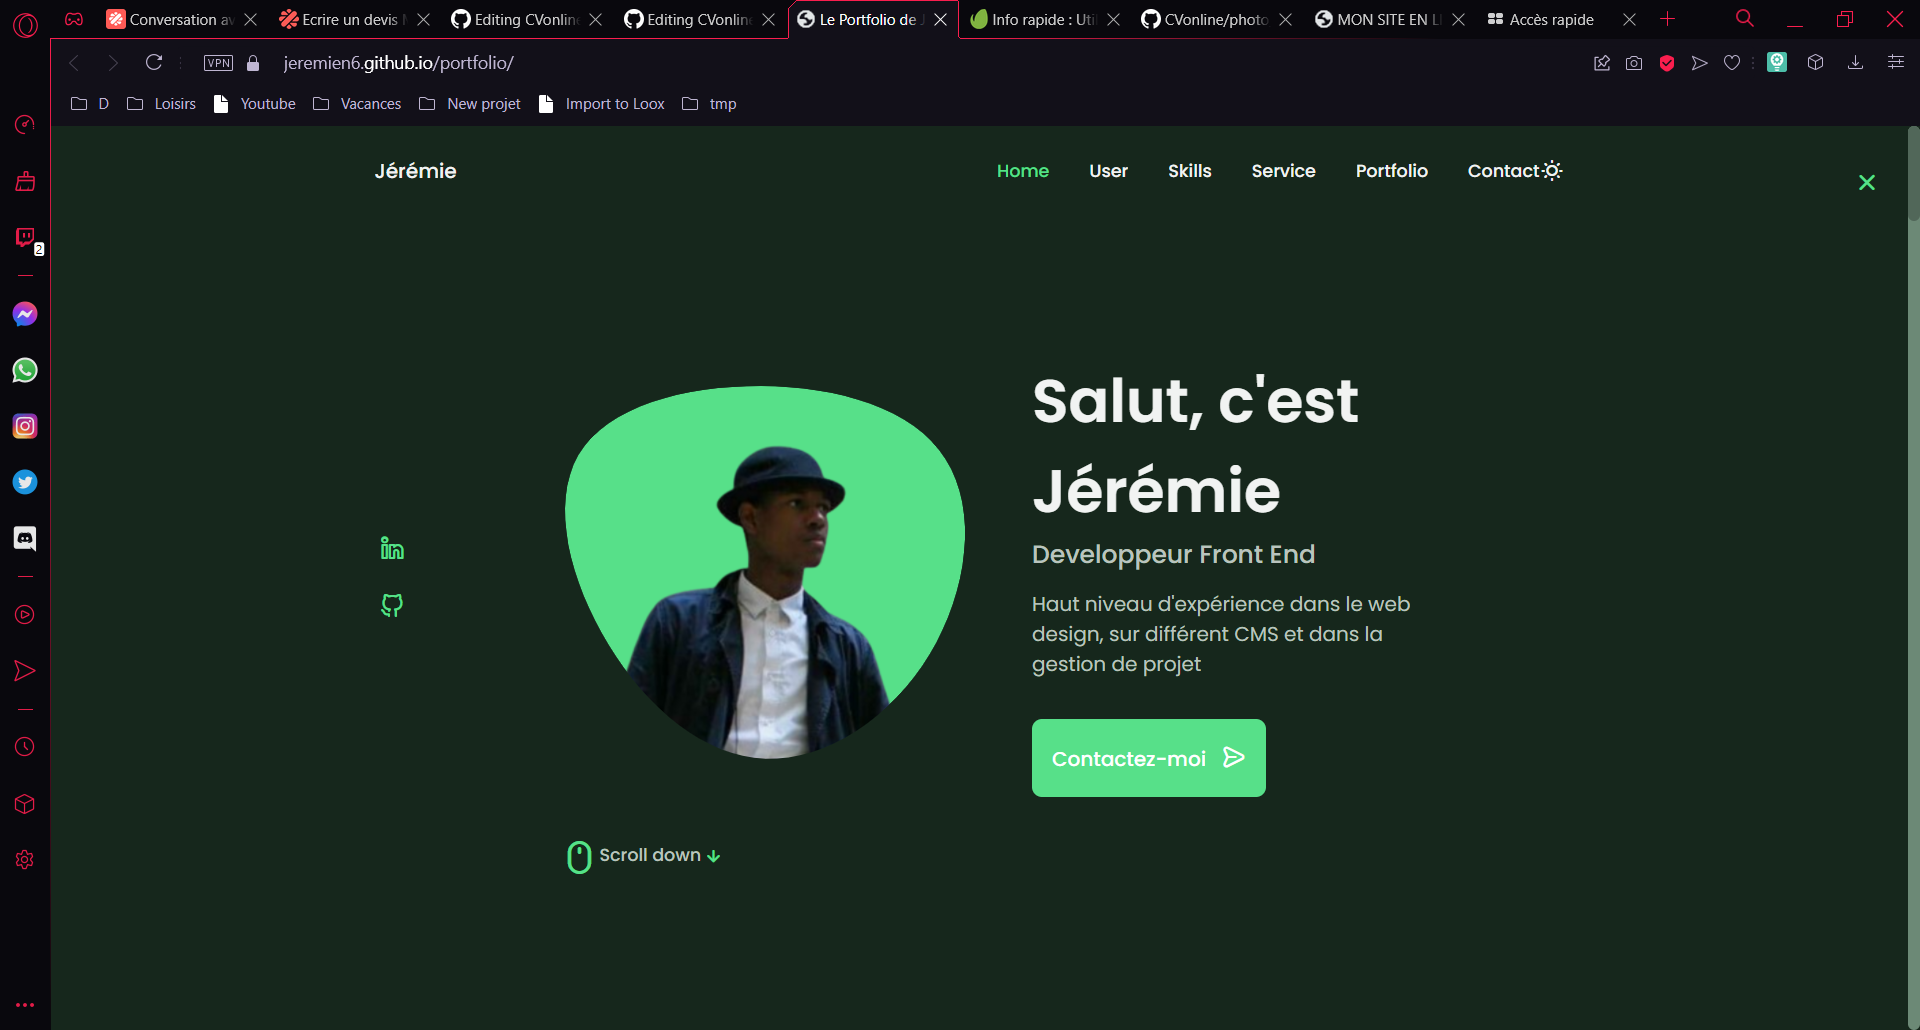 Conversation av
Ecrire un devis
Editing CVonline
Editing CVonline
Le Portfolio de J
Info rapide : Uti
CVonline/photo
MON SITE EN LI
Accès rapide
VPN
jeremien6.github.io/portfolio/
D
Loisirs
Youtube
Vacances
New projet
Import to Loox
tmp
2
Jérémie
Home
User
Skills
Service
Portfolio
Contact
Salut, c'est
Jérémie
Developpeur Front End
Haut niveau d'expérience dans le web
design, sur différent CMS et dans la
gestion de projet
Contactez-moi
Scroll down